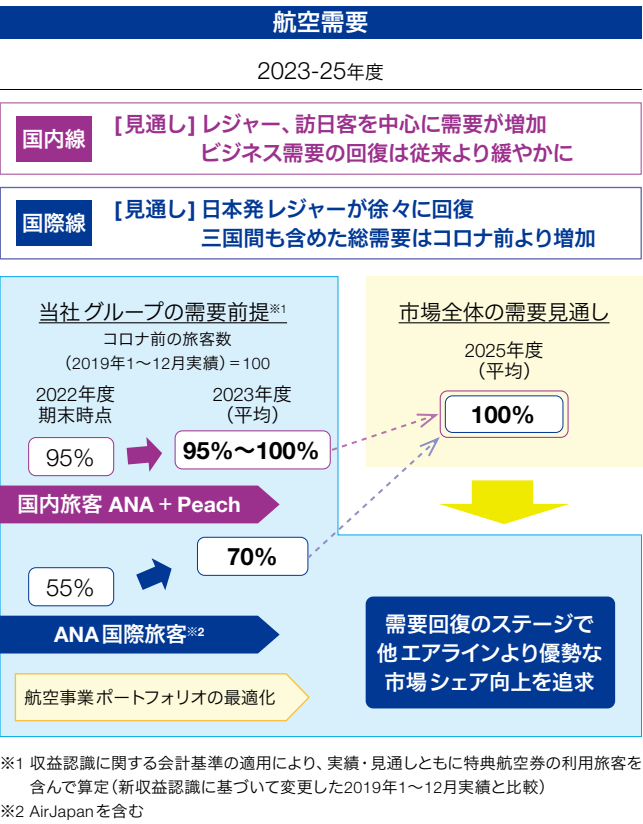 航空需要
2023-25年度
国内線
[見通し] レジャー、訪日客を中心に需要が増加
ビジネス需要の回復は従来より緩やかに
国際線
[見通し] 日本発レジャーが徐々に回復
三国間も含めた総需要はコロナ前より増加
当社グループの需要前提※1
コロナ前の旅客数
（2019年1〜12月実績）＝100
2022年度
期末時点
2023年度
（平均）
95%
95%〜100%
国内旅客 ANA + Peach
55%
70%
ANA国際旅客※2
航空事業ポートフォリオの最適化
市場全体の需要見通し
2025年度
（平均）
100%
需要回復のステージで
他エアラインより優勢な
市場シェア向上を追求
※1 収益認識に関する会計基準の適用により、実績・見通しともに特典航空券の利用旅客を
含んで算定（新収益認識に基づいて変更した2019年1〜12月実績と比較）
※2 AirJapanを含む